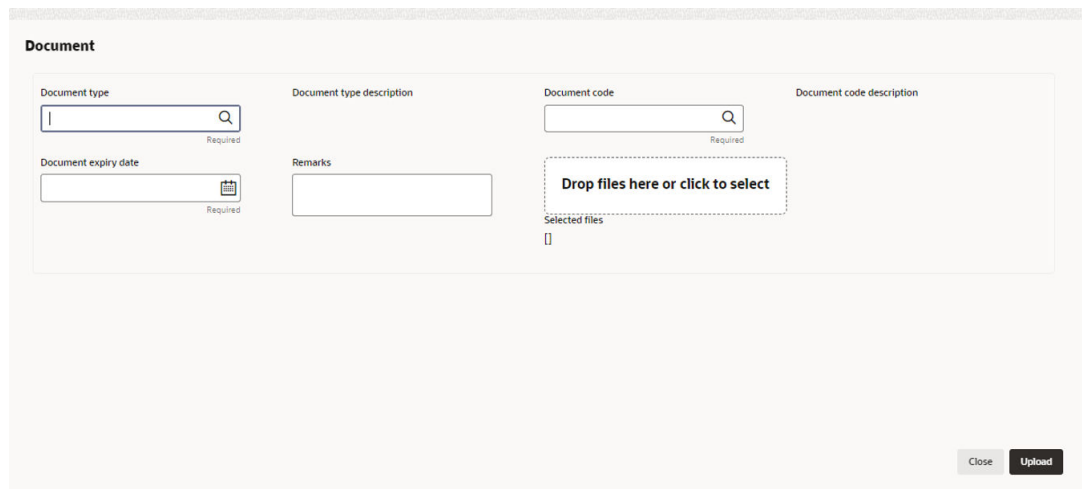 Document
Document type
Document type description
Document code
Document code description
Required
Required
Document expiry date
Remarks
Drop files here or click to select
Required
Selected files
[]
Close
Upload